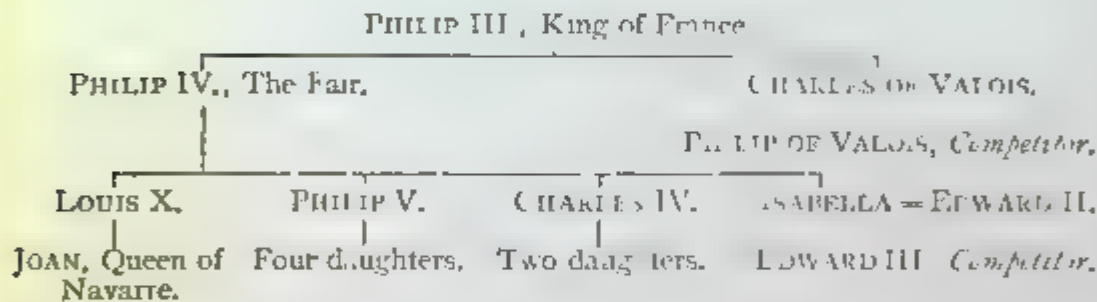 PHILIP III, King of France
PHILIP IV., The Fair. CHARLES OF VALOIS.
PHILIP OF VALOIS, Competitor.
LOUIS X. PHILIP V. CHARLES IV. ISABELLA = EDWARD II.
JOAN, Queen of Four daughters. Two daughters. EDWARD III Competitor.
Navarre.